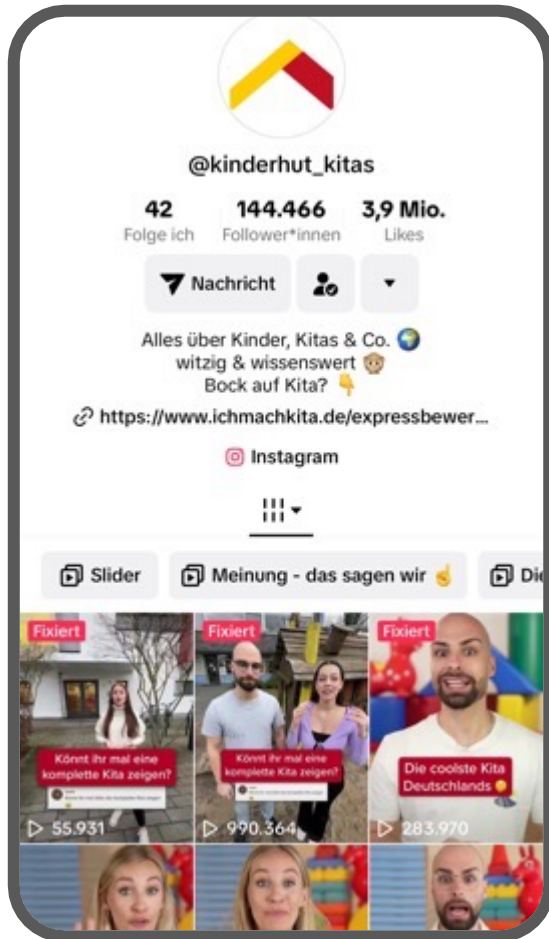 @kinderhut_kitas
42 144.466 3,9 Mio.
Folge ich Follower*innen Likes
Nachricht
Alles über Kinder, Kitas & Co. 🌍
witzig & wissenswert 🐵
Bock auf Kita? 👇
https://www.ichmachkita.de/expressbewer...
Instagram
Slider Meinung - das sagen wir ☝ Die
Fixiert Fixiert Fixiert
Könnt ihr mal eine
komplette Kita zeigen?
Könnt ihr mal eine
komplette Kita zeigen?
Die coolste Kita
Deutschlands
55.931 990.364 283.970